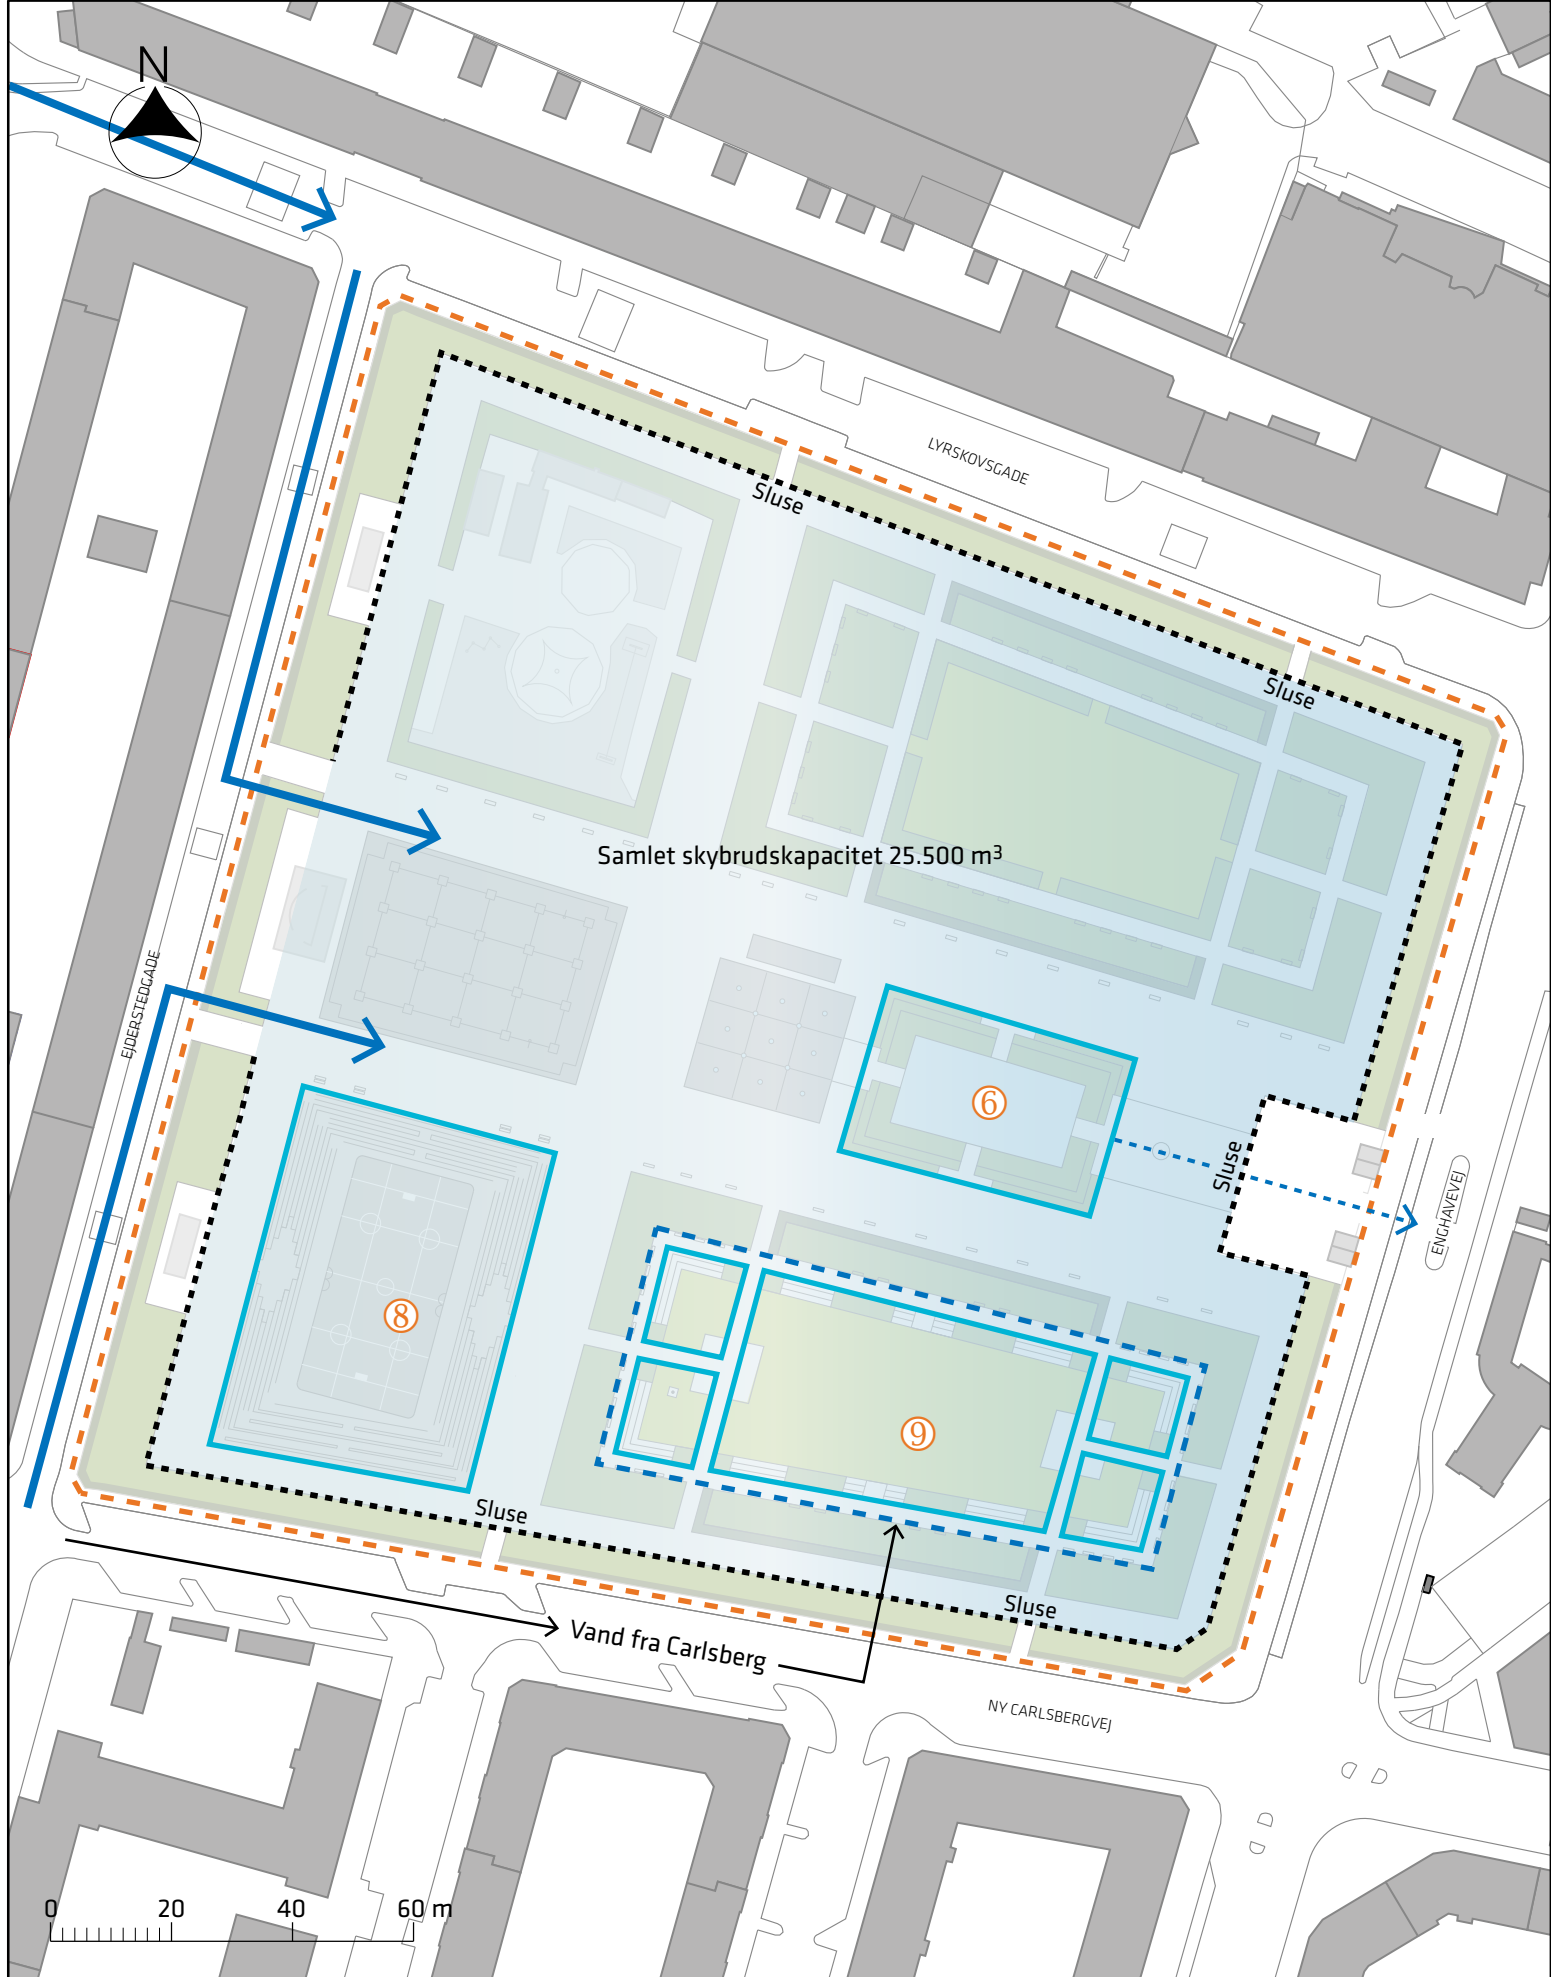 N
LYRSKOVSGADE
Sluse
Sluse
Samlet skybrudskapacitet 25.500 m³
EJDERSTEDGADE
6
Sluse
ENGHAVEVEJ
8
9
Sluse
Sluse
Vand fra Carlsberg
NY CARLSBERGVEJ
0 20 40 60 m